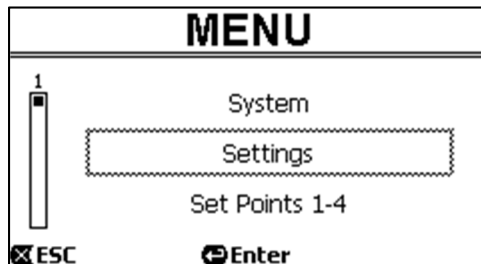 MENU
1
System
Settings
Set Points 1-4
ESC Enter